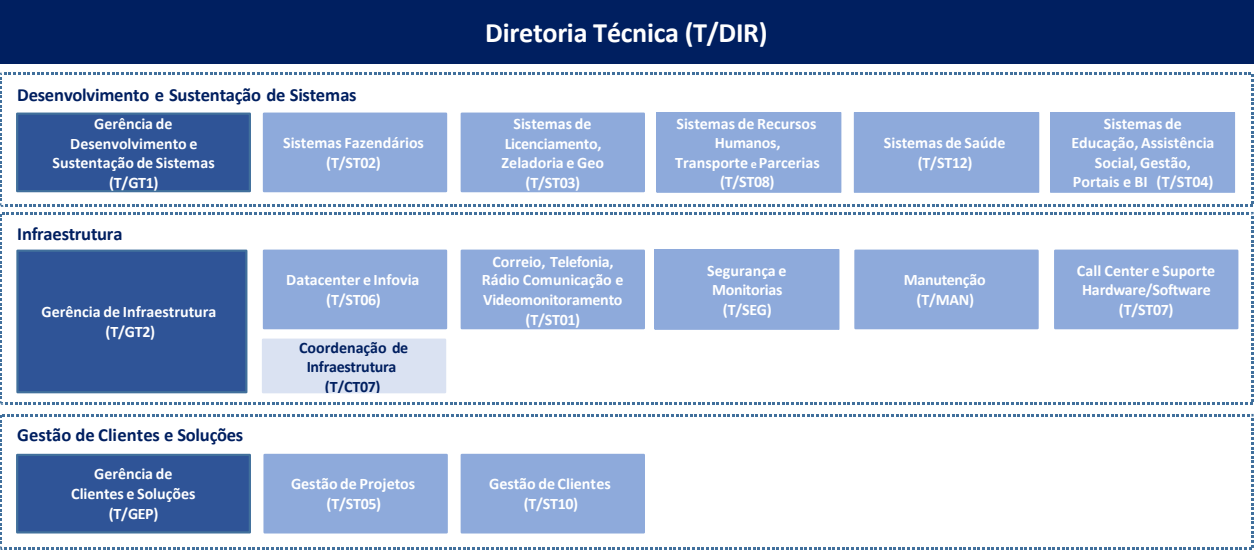 Diretoria Técnica (T/DIR)
Desenvolvimento e Sustentação de Sistemas
Gerência de
Desenvolvimento e
Sustentação de Sistemas
(T/GT1)
Sistemas Fazendários
(T/ST02)
Sistemas de
Licenciamento,
Zeladoria e Geo
(T/ST03)
Sistemas de Recursos
Humanos,
Transporte e Parcerias
(T/ST08)
Sistemas de Saúde
(T/ST12)
Sistemas de
Educação, Assistência
Social, Gestão,
Portais e BI (T/ST04)
Infraestrutura
Gerência de Infraestrutura
(T/GT2)
Datacenter e Infovia
(T/ST06)
Correio, Telefonia,
Rádio Comunicação e
Videomonitoramento
(T/ST01)
Segurança e
Monitorias
(T/SEG)
Manutenção
(T/MAN)
Call Center e Suporte
Hardware/Software
(T/ST07)
Coordenação de
Infraestrutura
(T/CT07)
Gestão de Clientes e Soluções
Gerência de
Clientes e Soluções
(T/GEP)
Gestão de Projetos
(T/ST05)
Gestão de Clientes
(T/ST10)